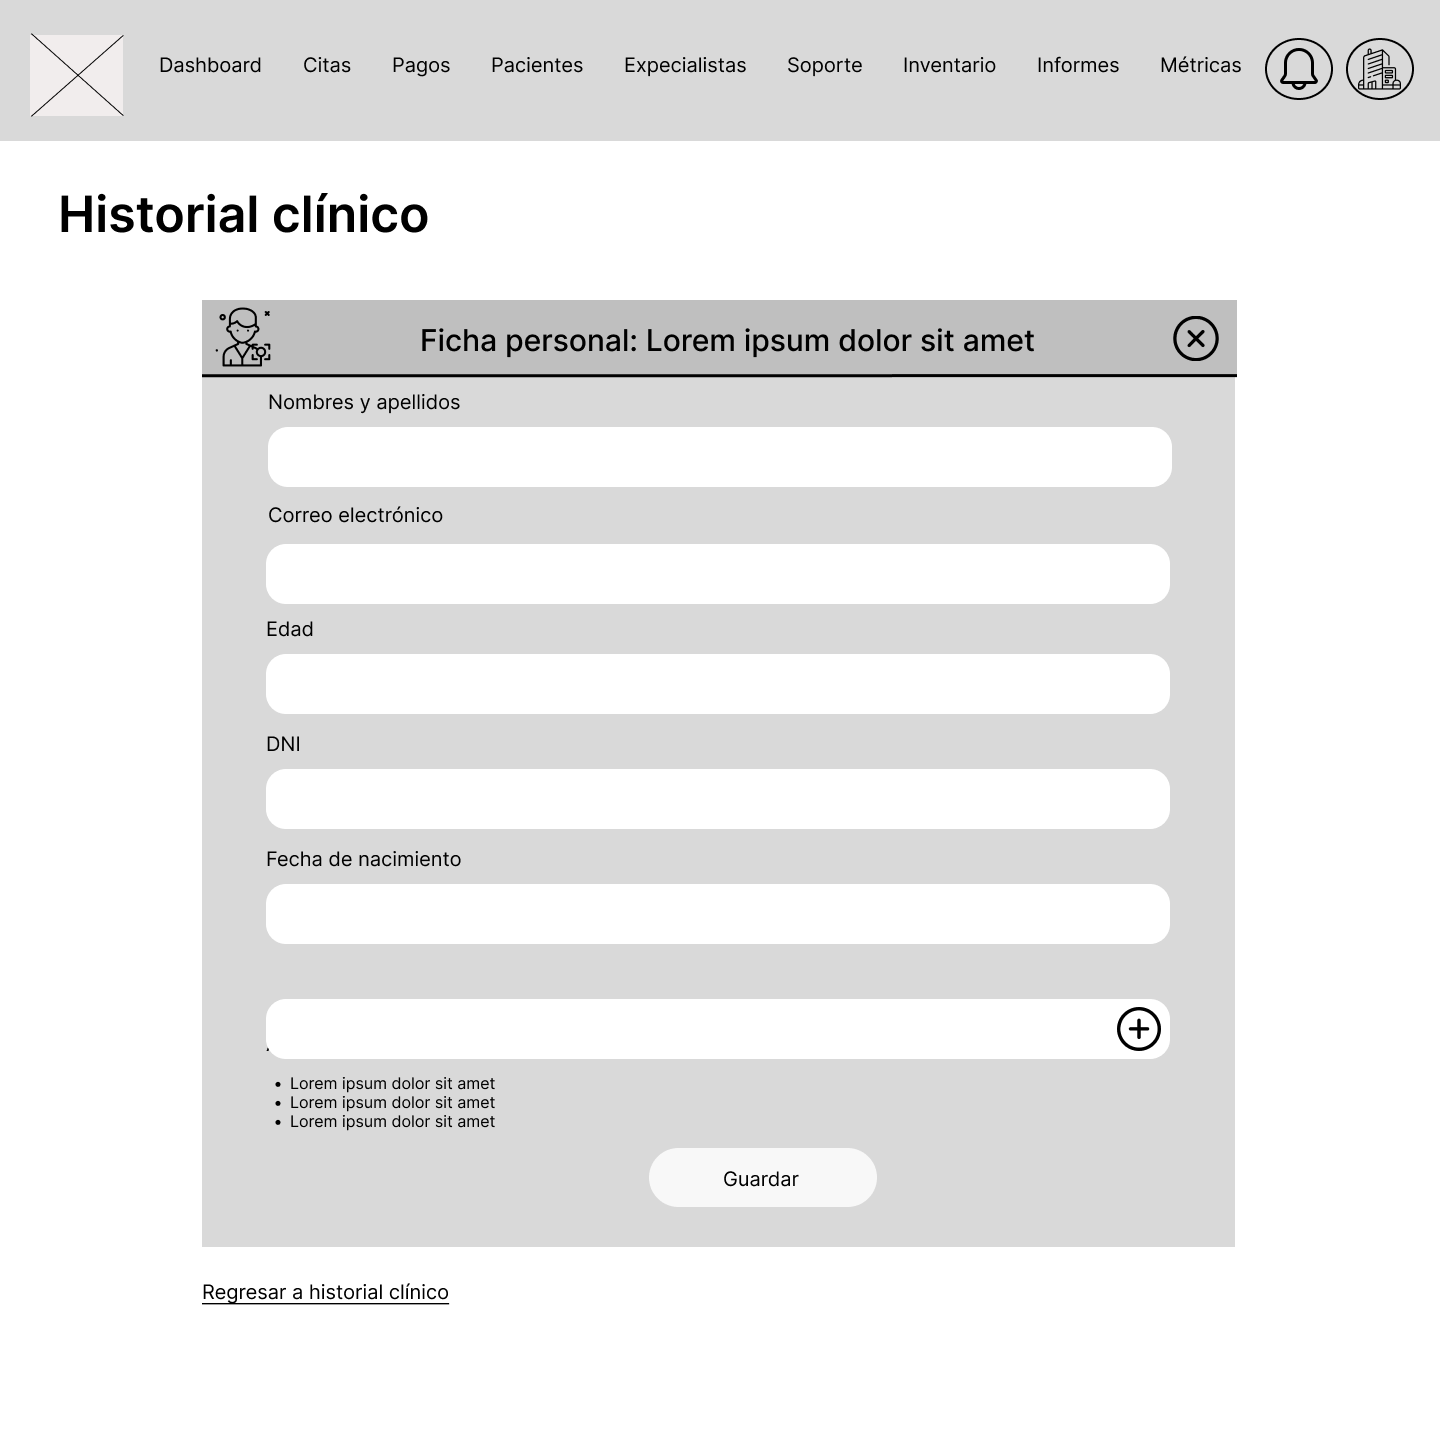 Dashboard Citas Pagos Pacientes Expecialistas Soporte Inventario Informes Métricas
Historial clínico
Ficha personal: Lorem ipsum dolor sit amet
Nombres y apellidos
Correo electrónico
Edad
DNI
Fecha de nacimiento
• Lorem ipsum dolor sit amet
• Lorem ipsum dolor sit amet
• Lorem ipsum dolor sit amet
Guardar
Regresar a historial clínico